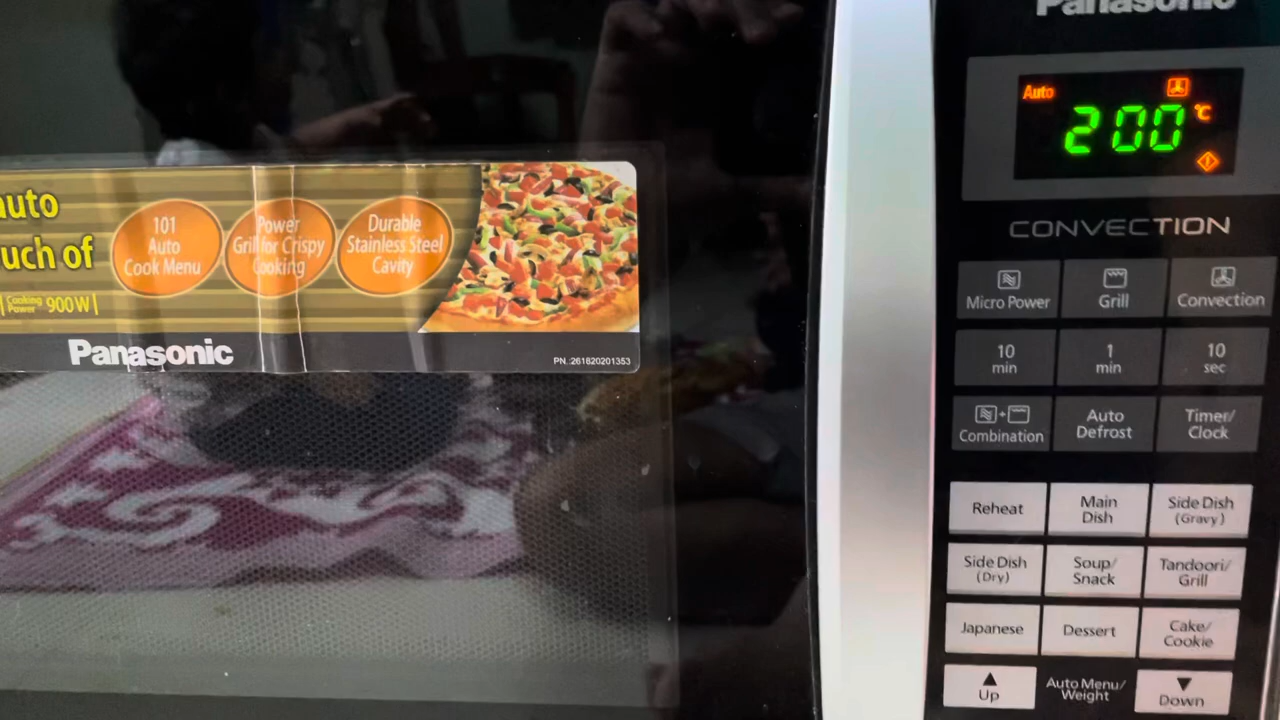 auto
uch of
101
Auto
Cook Menu
Power
Grill for Crispy
Cooking
Durable
Stainless Steel
Cavity
Cooking
Power 900W
Panasonic
PN.:261820201353
Panasonic
Auto
200 °C
CONVECTION
Micro Power
Grill
Convection
10
min
1
min
10
sec
Combination
Auto
Defrost
Timer/
Clock
Reheat
Main
Dish
Side Dish
(Gravy)
Side Dish
(Dry)
Soup/
Snack
Tandoori/
Grill
Japanese
Dessert
Cake/
Cookie
Up
Auto Menu/
Weight
Down